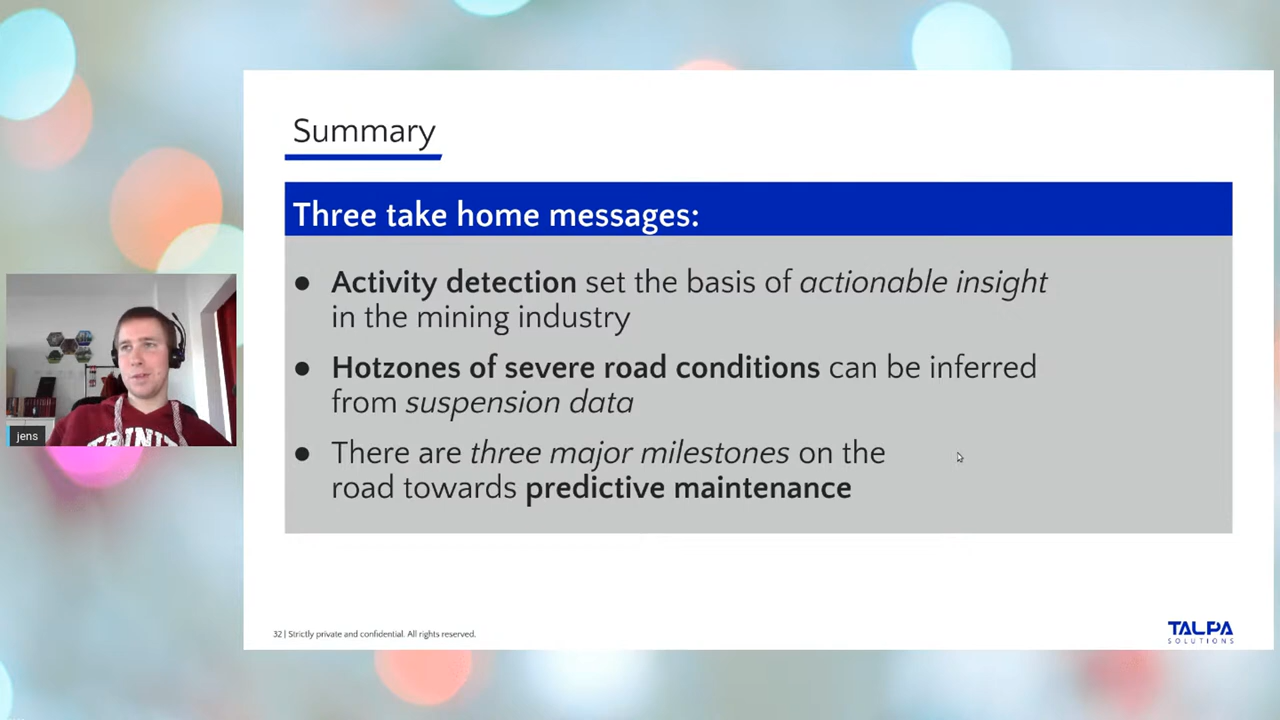 Summary
Three take home messages:
● Activity detection set the basis of actionable insight
in the mining industry
● Hotzones of severe road conditions can be inferred
from suspension data
● There are three major milestones on the
road towards predictive maintenance
jens
TRINIT
32 | Strictly private and confidential. All rights reserved.
TALPA
SOLUTIONS